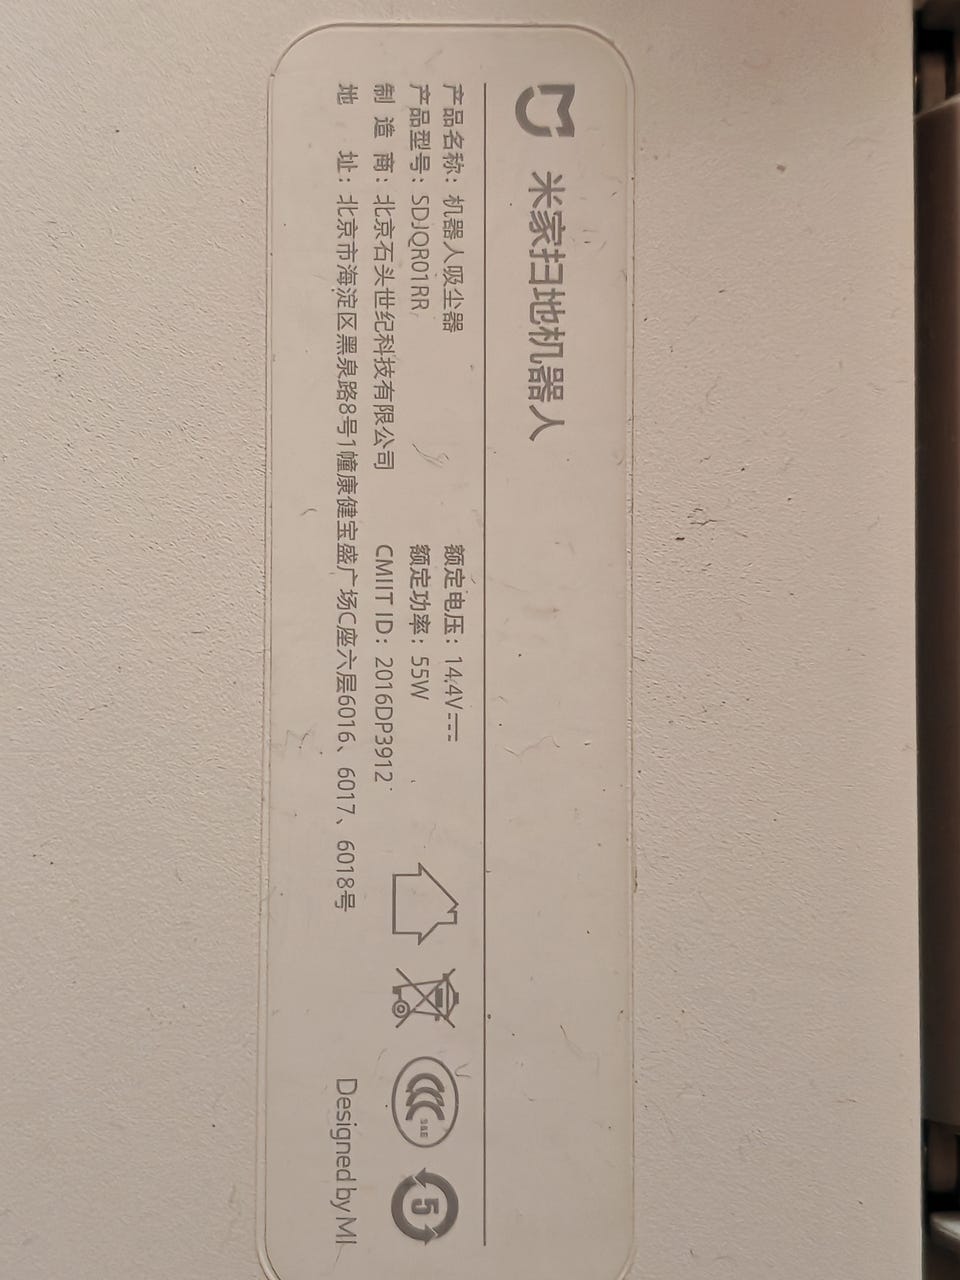 米家扫地机器人
产品名称：机器人吸尘器 额定电压：14.4V
产品型号：SDJQR01RR 额定功率：55W
制 造 商：北京石头世纪科技有限公司 CMIIT ID：2016DP3912
地 址：北京市海淀区黑泉路8号1幢康健宝盛广场C座六层6016、6017、6018号
CCC S&E
5
Designed by MI